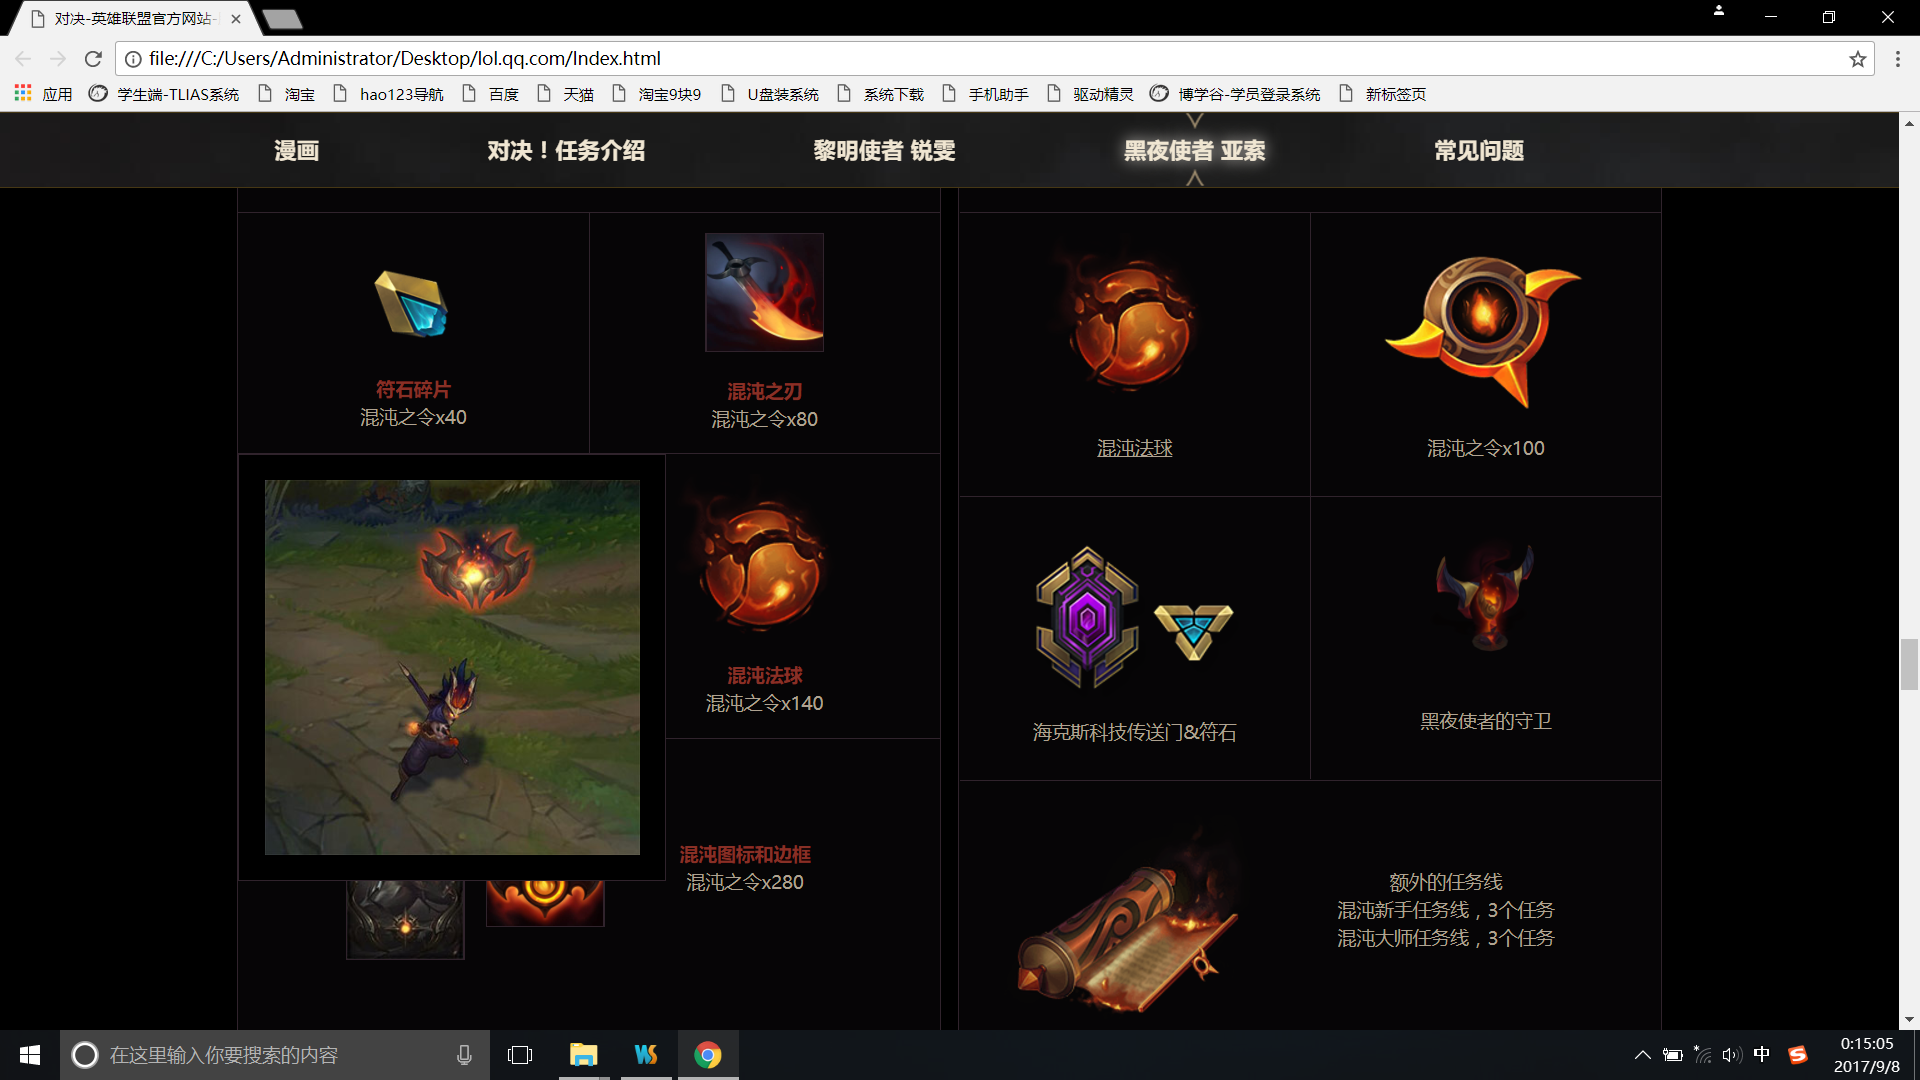 对决-英雄联盟官方网站-
file:///C:/Users/Administrator/Desktop/lol.qq.com/Index.html
应用 学生端-TLIAS系统 淘宝 hao123导航 百度 天猫 淘宝9块9 U盘装系统 系统下载 手机助手 驱动精灵 博学谷-学员登录系统 新标签页
漫画 对决！任务介绍 黎明使者 锐雯 黑夜使者 亚索 常见问题
符石碎片
混沌之令x40
混沌之刃
混沌之令x80
混沌法球
混沌之令x140
混沌图标和边框
混沌之令x280
混沌法球
混沌之令x100
海克斯科技传送门&符石
黑夜使者的守卫
额外的任务线
混沌新手任务线，3个任务
混沌大师任务线，3个任务
在这里输入你要搜索的内容
WS
中
S
0:15:05
2017/9/8